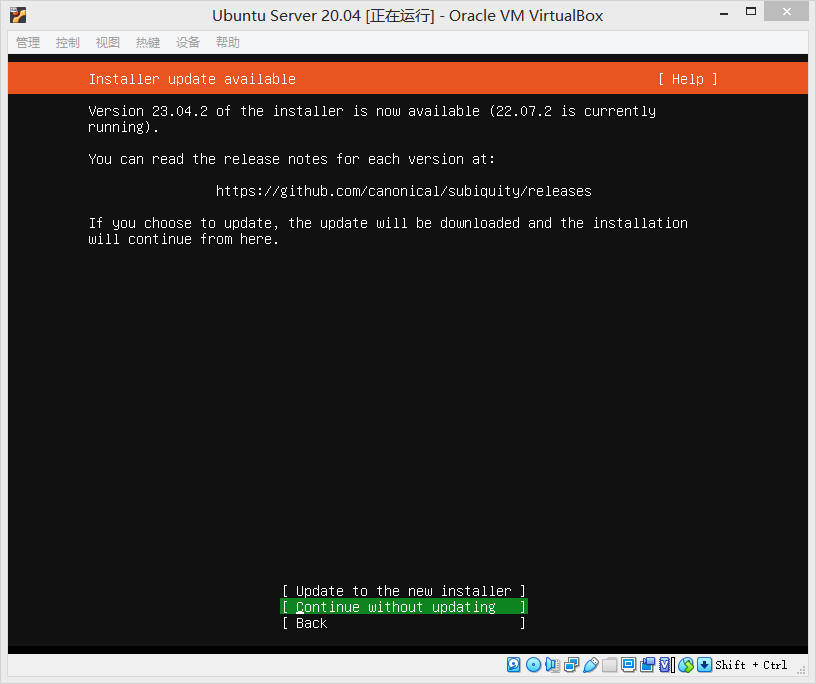 Ubuntu Server 20.04 [正在运行] - Oracle VM VirtualBox
管理 控制 视图 热键 设备 帮助
Installer update available [ Help ]
Version 23.04.2 of the installer is now available (22.07.2 is currently
running).
You can read the release notes for each version at:
https://github.com/canonical/subiquity/releases
If you choose to update, the update will be downloaded and the installation
will continue from here.
[ Update to the new installer ]
[ Continue without updating ]
[ Back ]
Shift + Ctrl